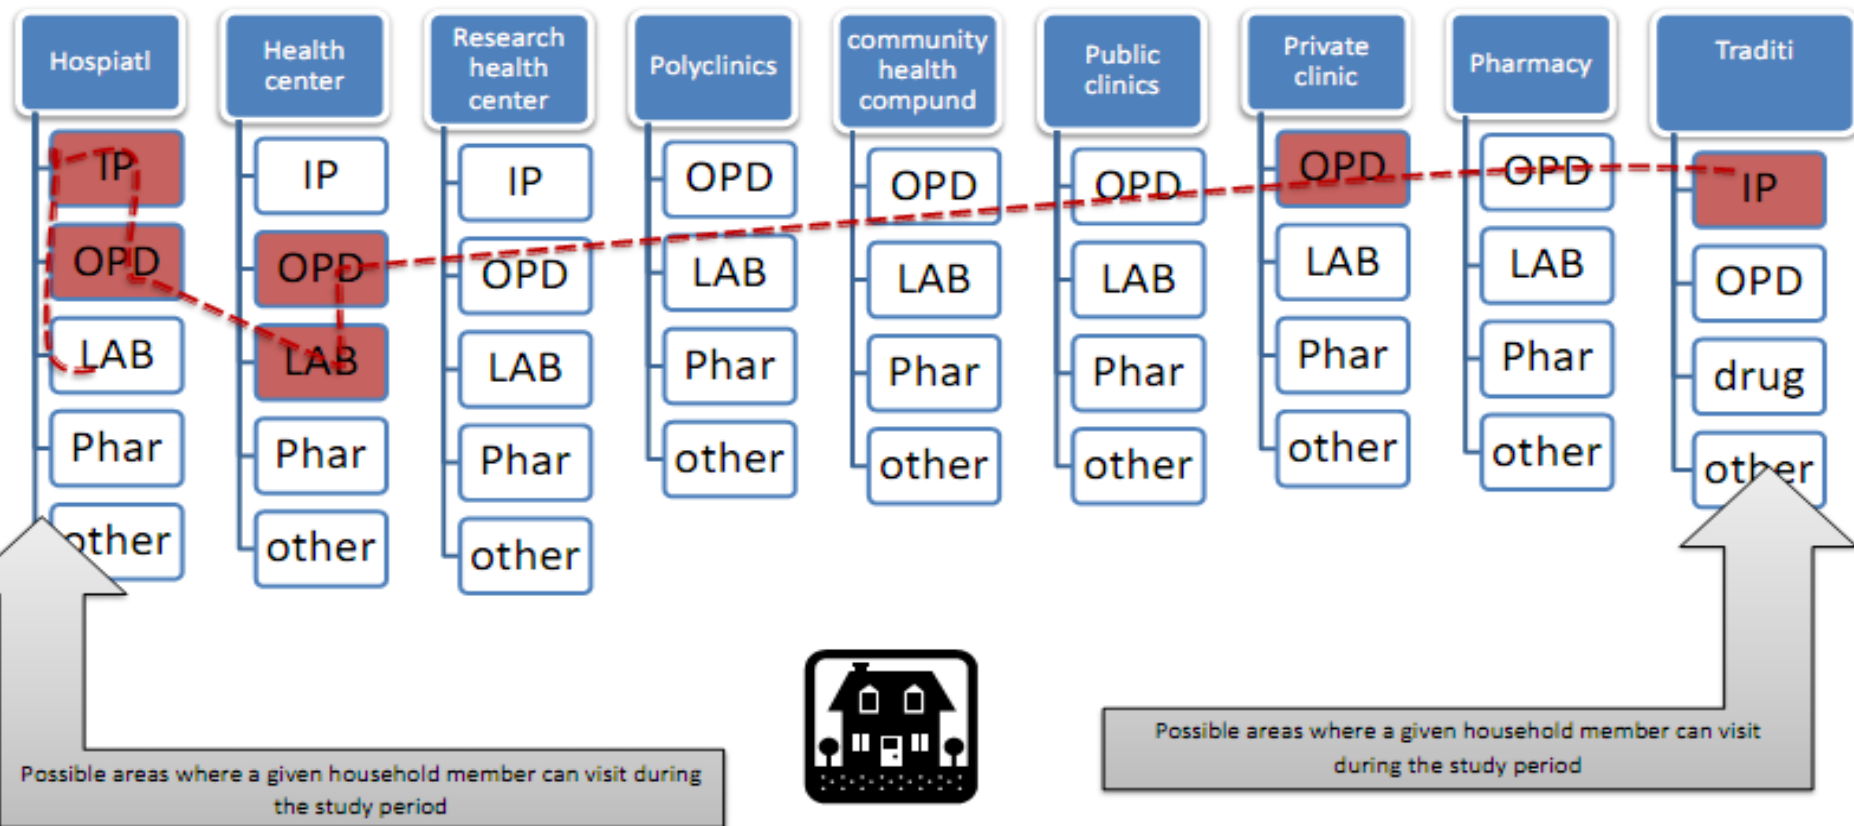 Hospiatl
IP
OPD
LAB
Phar
other
Health
center
IP
OPD
LAB
Phar
other
Research
health
center
IP
OPD
LAB
Phar
other
Polyclinics
OPD
LAB
Phar
other
community
health
compund
OPD
LAB
Phar
other
Public
clinics
OPD
LAB
Phar
other
Private
clinic
OPD
LAB
Phar
other
Pharmacy
OPD
LAB
Phar
other
Traditi
IP
OPD
drug
other
Possible areas where a given household member can visit during
the study period
Possible areas where a given household member can visit
during the study period